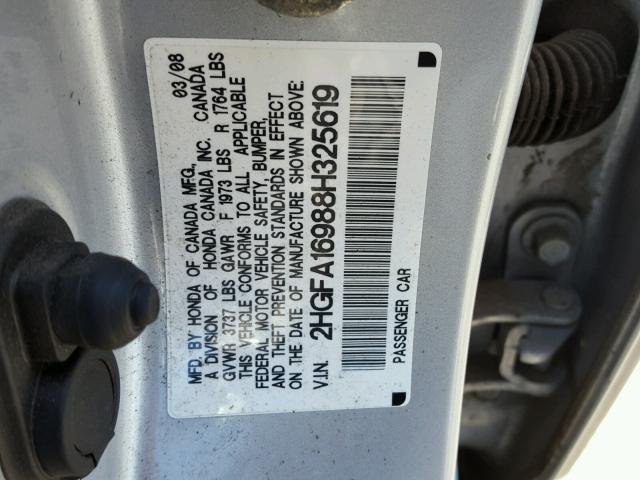 MFD. BY HONDA OF CANADA MFG., 03/08
A DIVISION OF HONDA CANADA INC. CANADA
GVWR 3737 LBS GAWR F 1973 LBS R 1764 LBS
THIS VEHICLE CONFORMS TO ALL APPLICABLE
FEDERAL MOTOR VEHICLE SAFETY, BUMPER,
AND THEFT PREVENTION STANDARDS IN EFFECT
ON THE DATE OF MANUFACTURE SHOWN ABOVE:
V.I.N. 2HGFA16988H325619
PASSENGER CAR